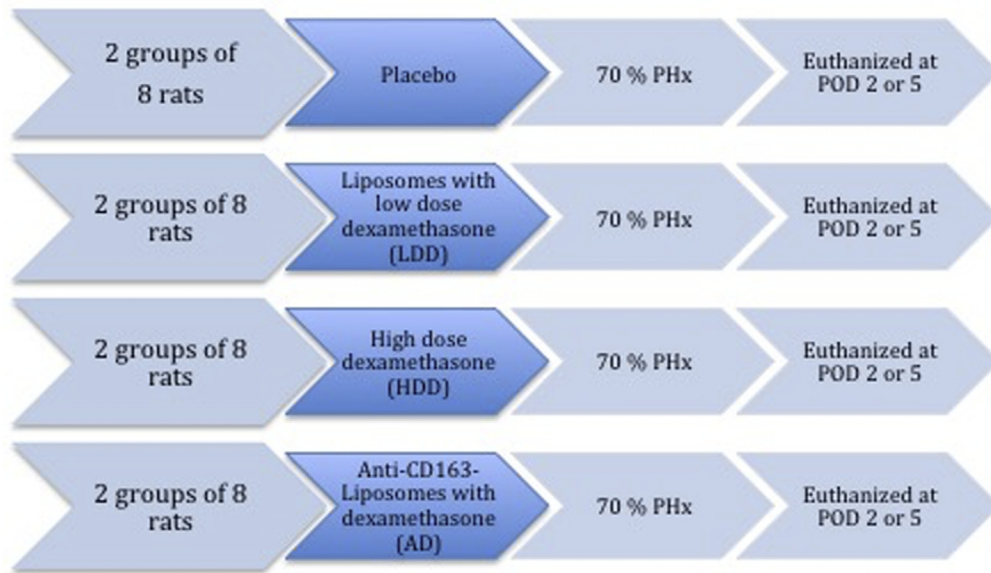 2 groups of
8 rats
Placebo
70 % PHx
Euthanized at
POD 2 or 5
2 groups of 8
rats
Liposomes with
low dose
dexamethasone
(LDD)
70 % PHx
Euthanized at
POD 2 or 5
2 groups of 8
rats
High dose
dexamethasone
(HDD)
70 % PHx
Euthanized at
POD 2 or 5
2 groups of 8
rats
Anti-CD163-
Liposomes with
dexamethasone
(AD)
70 % PHx
Euthanized at
POD 2 or 5